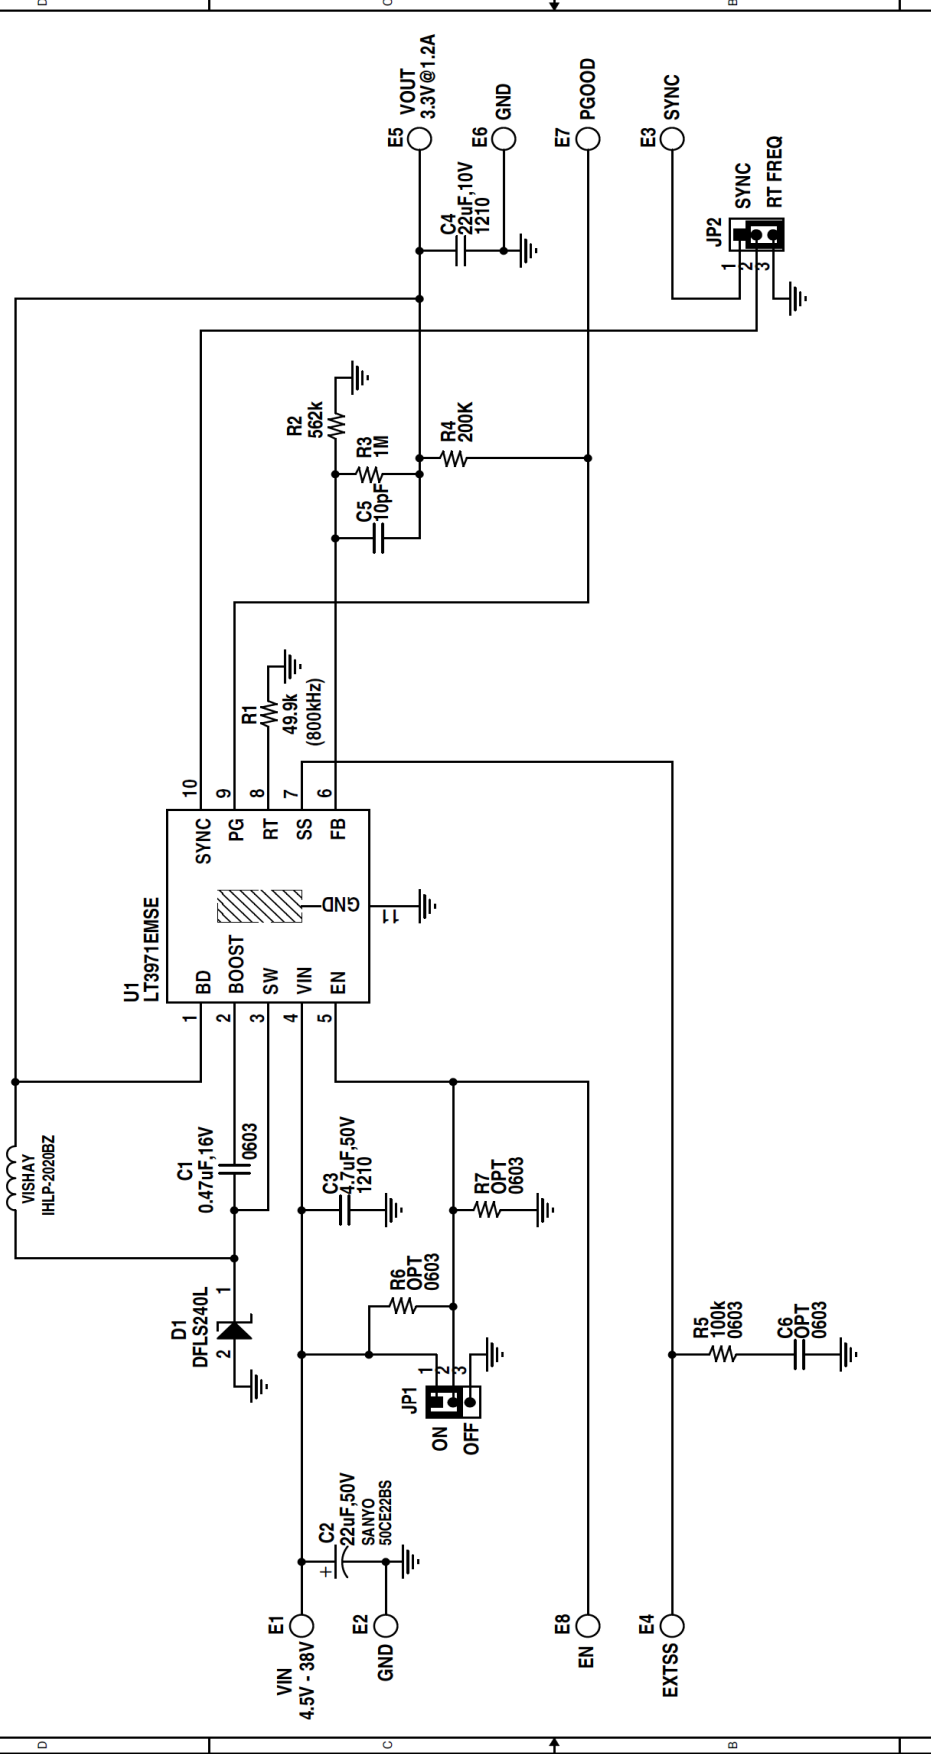 D
C
B
E5
VOUT
3.3V@1.2A
E6
GND
E7
PGOOD
E3
SYNC
C4
22uF,10V
1210
JP2
SYNC
RT FREQ
1
2
3
R2
562k
R3
1M
R4
200K
C5
10pF
R1
49.9k
(800kHz)
U1
LT3971EMSE
10
9
8
7
6
SYNC
PG
RT
SS
FB
GND
11
BD
BOOST
SW
VIN
EN
1
2
3
4
5
VISHAY
IHLP-2020BZ
C1
0.47uF,16V
0603
C3
4.7uF,50V
1210
R7
OPT
0603
R6
OPT
0603
D1
DFLS240L
1
2
JP1
1
2
3
ON
OFF
R5
100k
0603
C6
OPT
0603
C2
22uF,50V
SANYO
50CE22BS
+
E1
VIN
4.5V - 38V
E2
GND
E8
EN
E4
EXTSS
D
C
B